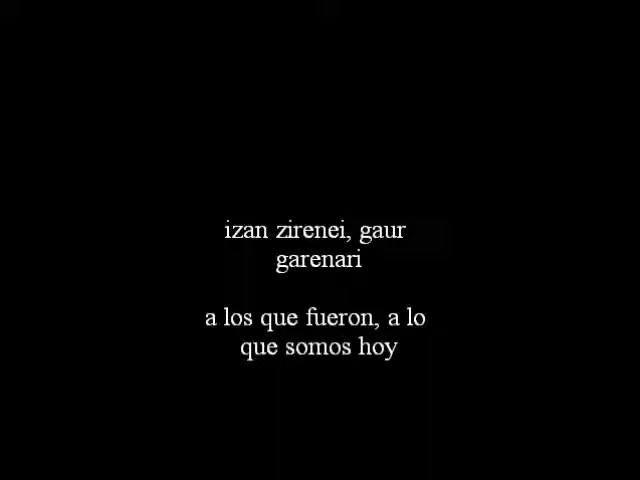 izan zirenei, gaur
garenari
a los que fueron, a lo
que somos hoy